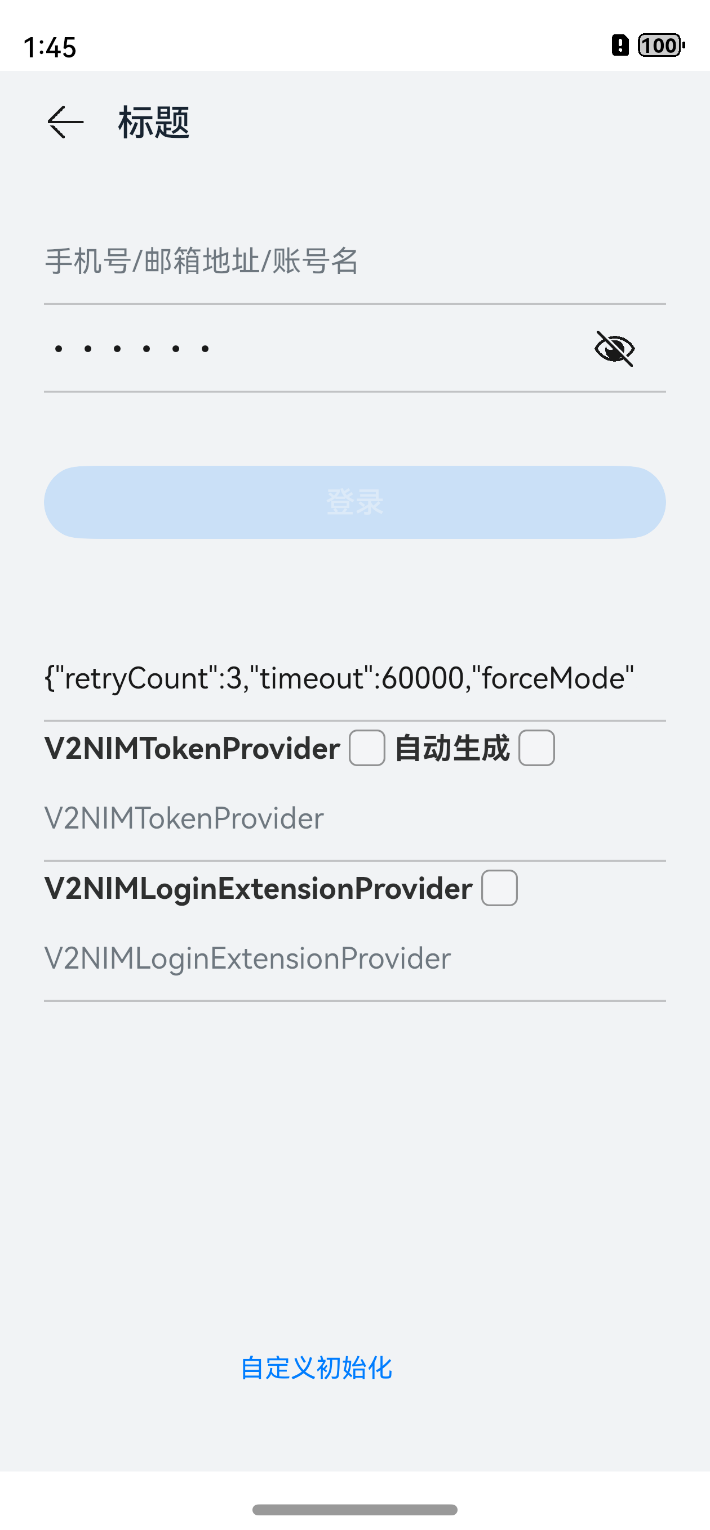 1:45
100
标题
手机号/邮箱地址/账号名
······
登录
{"retryCount":3,"timeout":60000,"forceMode"
V2NIMTokenProvider 自动生成
V2NIMTokenProvider
V2NIMLoginExtensionProvider
V2NIMLoginExtensionProvider
自定义初始化